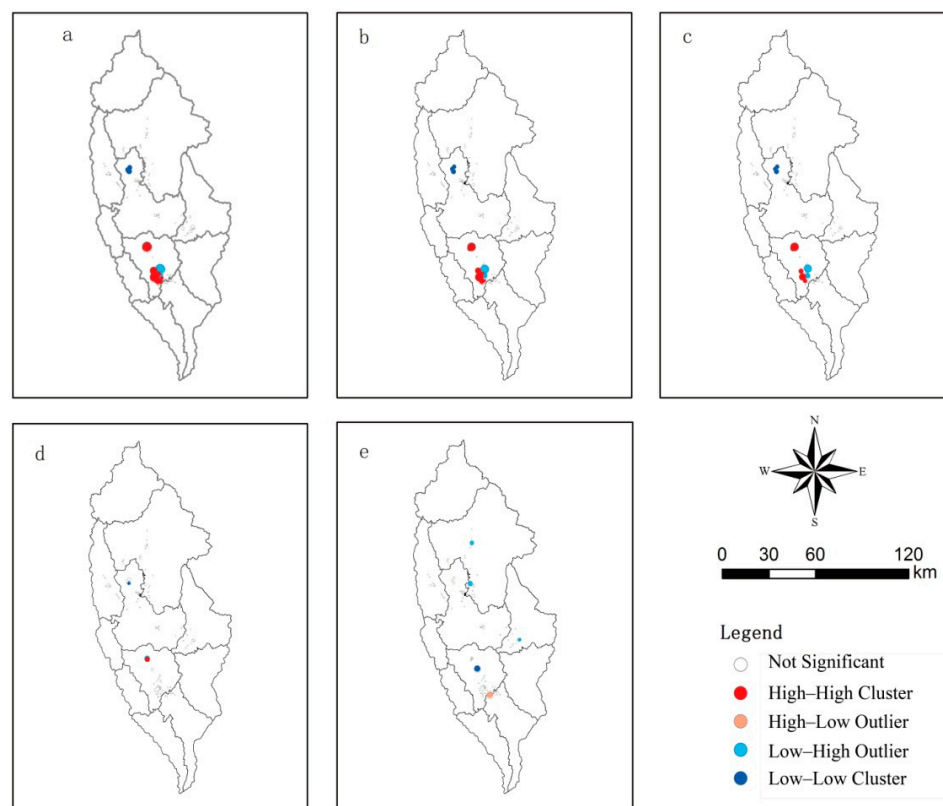 a
b
c
d
e
N
W
E
S
0 30 60 120
km
Legend
Not Significant
High–High Cluster
High–Low Outlier
Low–High Outlier
Low–Low Cluster